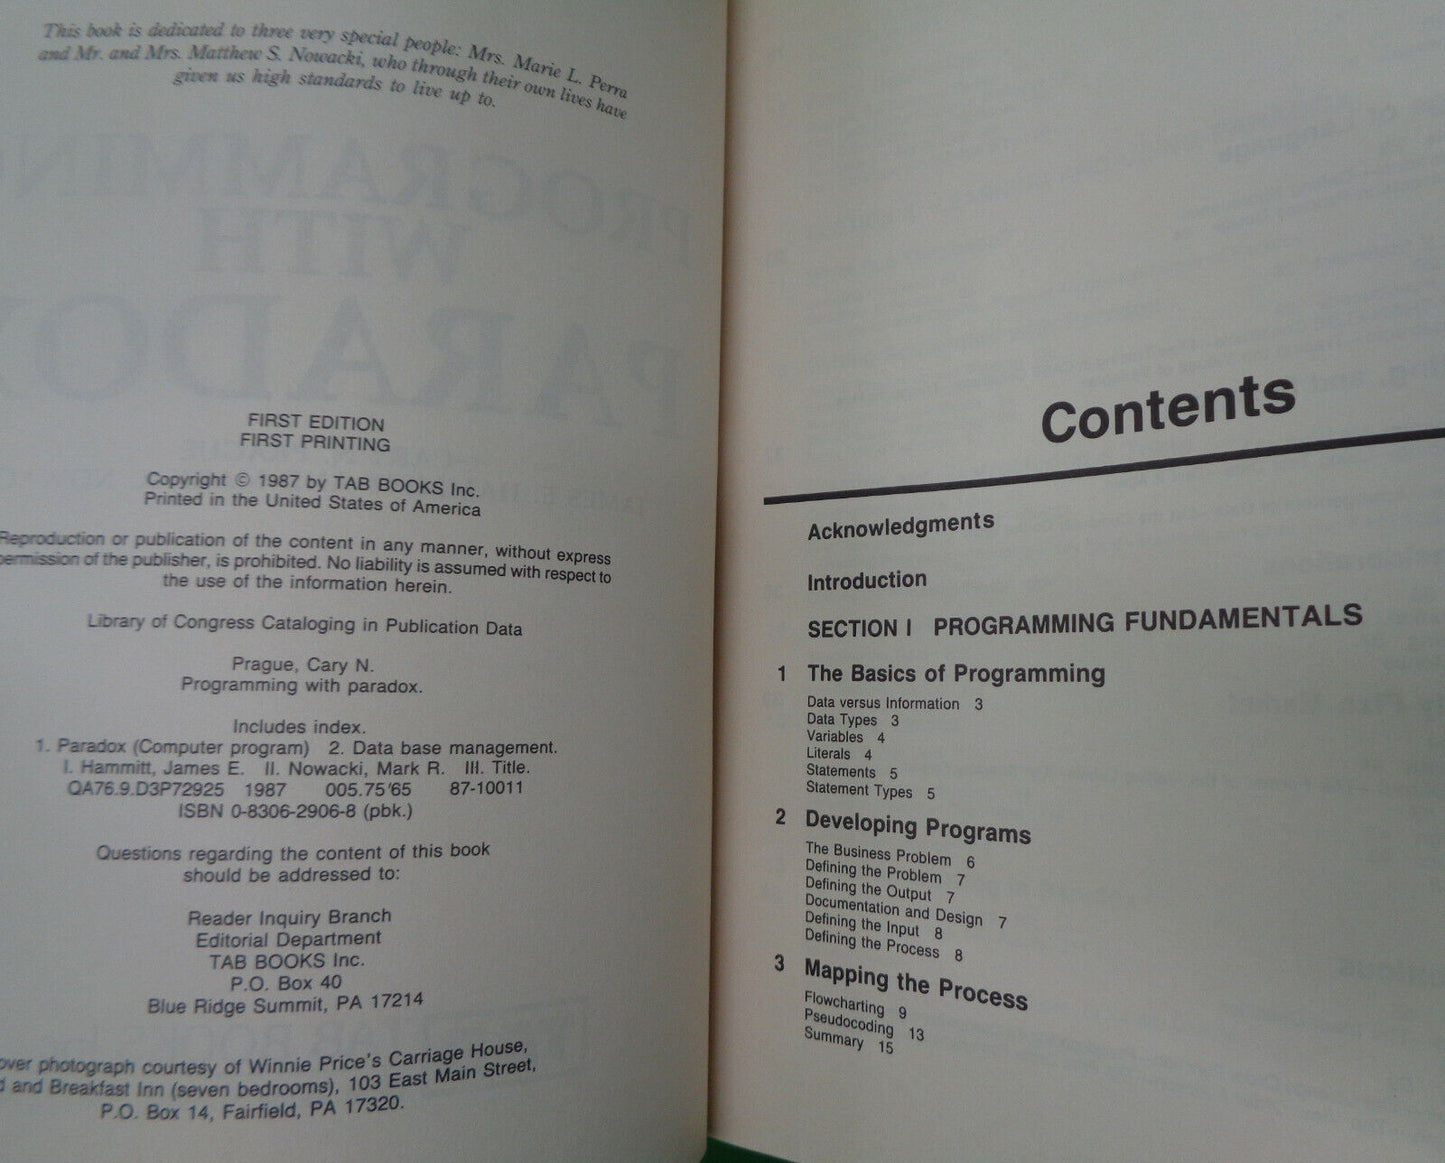 This book is dedicated to three very special people: Mrs. Marie L. Perra
and Mr. and Mrs. Matthew S. Nowacki, who through their own lives have
given us high standards to live up to.
PROGRAMMIN
WITH
PARADOX
FIRST EDITION
FIRST PRINTING
Copyright © 1987 by TAB BOOKS Inc.
Printed in the United States of America
Reproduction or publication of the content in any manner, without express
permission of the publisher, is prohibited. No liability is assumed with respect to
the use of the information herein.
Library of Congress Cataloging in Publication Data
Prague, Cary N.
Programming with paradox.
Includes index.
1. Paradox (Computer program) 2. Data base management.
I. Hammitt, James E. II. Nowacki, Mark R. III. Title.
QA76.9.D3P72925 1987 005.75'65 87-10011
ISBN 0-8306-2906-8 (pbk.)
Questions regarding the content of this book
should be addressed to:
Reader Inquiry Branch
Editorial Department
TAB BOOKS Inc.
P.O. Box 40
Blue Ridge Summit, PA 17214
over photograph courtesy of Winnie Price's Carriage House,
d and Breakfast Inn (seven bedrooms), 103 East Main Street,
P.O. Box 14, Fairfield, PA 17320.
Contents
Acknowledgments
Introduction
SECTION I PROGRAMMING FUNDAMENTALS
1 The Basics of Programming
Data versus Information 3
Data Types 3
Variables 4
Literals 4
Statements 5
Statement Types 5
2 Developing Programs
The Business Problem 6
Defining the Problem 7
Defining the Output 7
Documentation and Design 7
Defining the Input 8
Defining the Process 8
3 Mapping the Process
Flowcharting 9
Pseudocoding 13
Summary 15